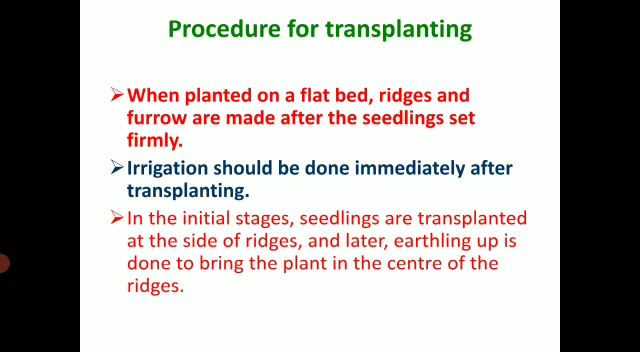 Procedure for transplanting
➢When planted on a flat bed, ridges and
furrow are made after the seedlings set
firmly.
➢Irrigation should be done immediately after
transplanting.
➢In the initial stages, seedlings are transplanted
at the side of ridges, and later, earthling up is
done to bring the plant in the centre of the
ridges.